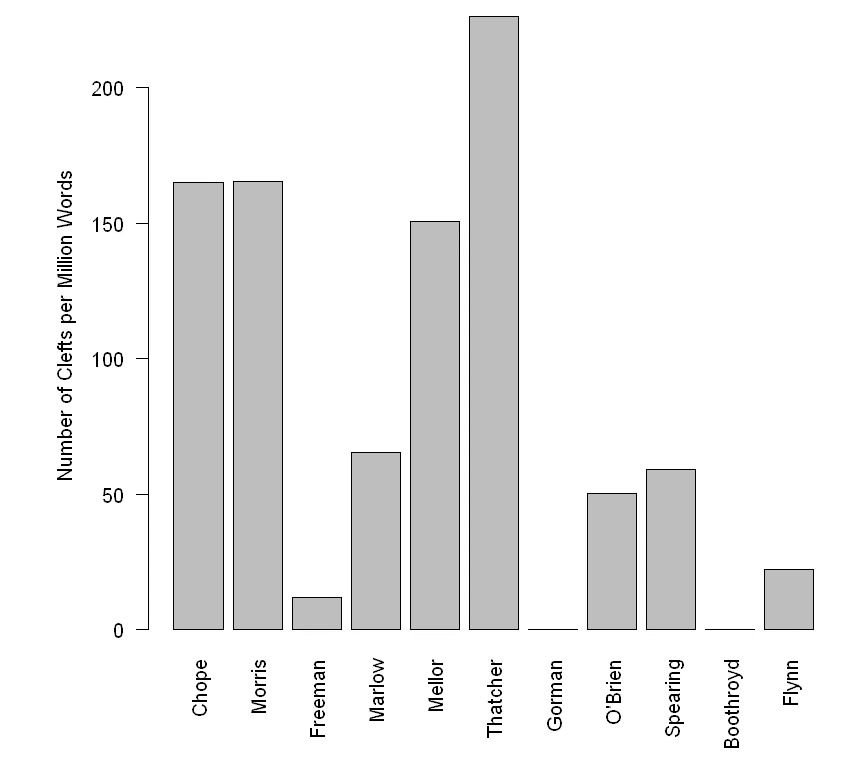 Number of Clefts per Million Words
200
150
100
50
0
Chope
Morris
Freeman
Marlow
Mellor
Thatcher
Gorman
O'Brien
Spearing
Boothroyd
Flynn